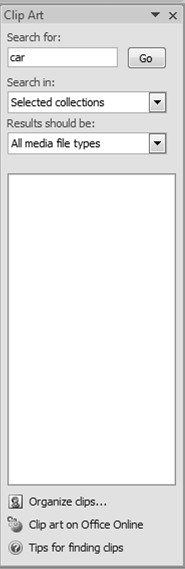 Clip Art
Search for:
car
Go
Search in:
Selected collections
Results should be:
All media file types
Organize clips...
Clip art on Office Online
Tips for finding clips